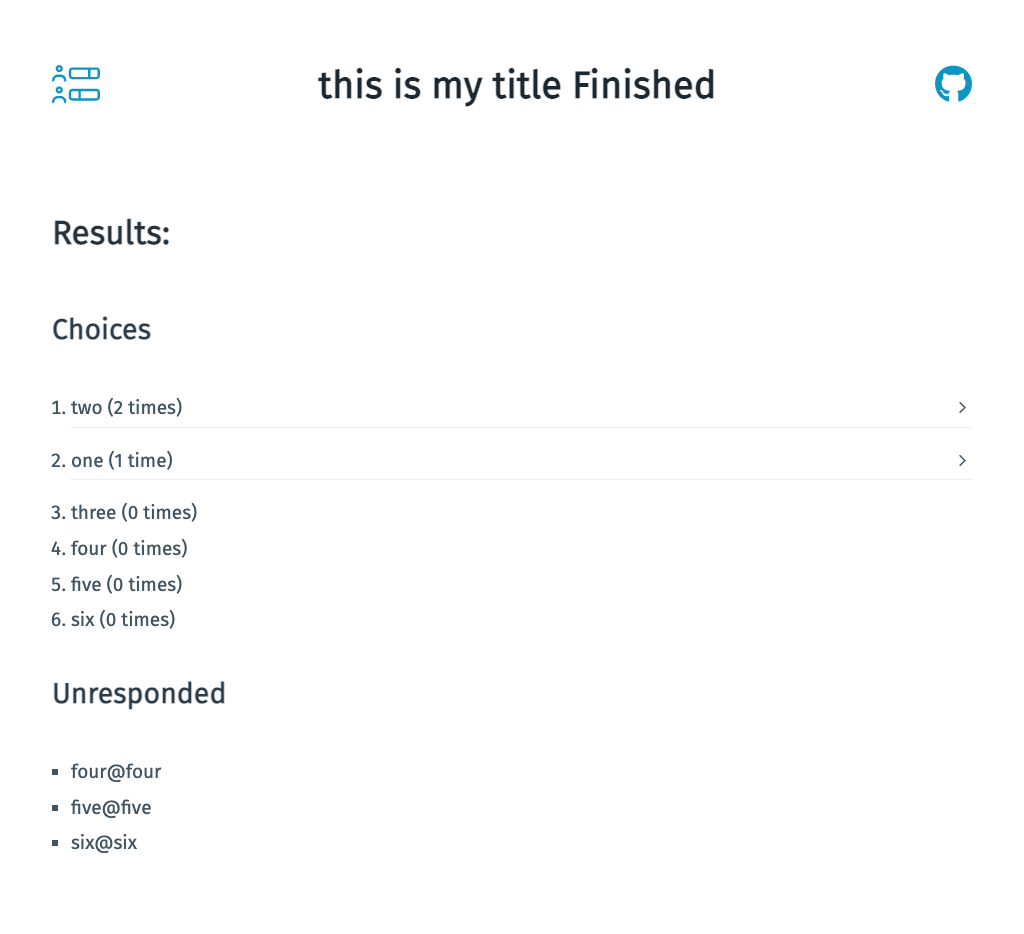 this is my title Finished
Results:
Choices
1. two (2 times)
2. one (1 time)
3. three (0 times)
4. four (0 times)
5. five (0 times)
6. six (0 times)
Unresponded
▪ four@four
▪ five@five
▪ six@six